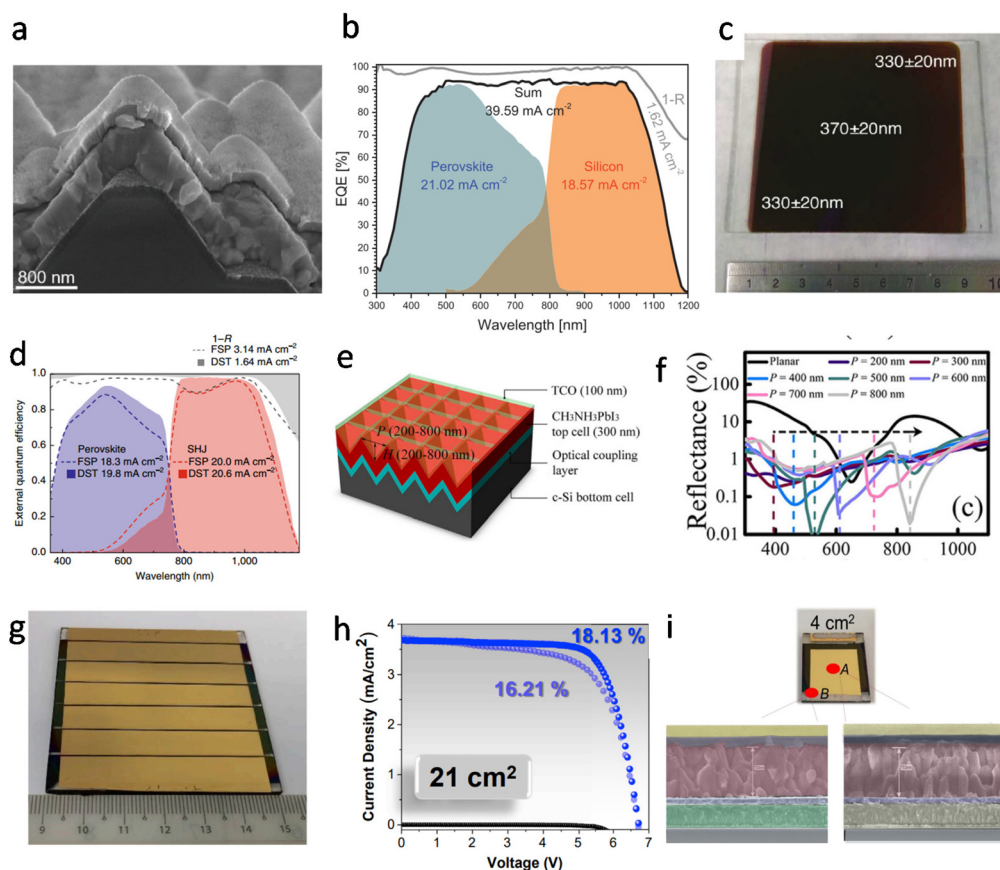 a
800 nm
b
EQE [%]
100
90
80
70
60
50
40
30
20
10
0
Sum
39.59 mA cm⁻²
1-R
1.62 mA cm⁻²
Perovskite
21.02 mA cm⁻²
Silicon
18.57 mA cm⁻²
300 400 500 600 700 800 900 1000 1100 1200
Wavelength [nm]
c
330±20nm
370±20nm
330±20nm
1 2 3 4 5 6 7 8 9 10
d
1–R
FSP 3.14 mA cm⁻²
DST 1.64 mA cm⁻²
External quantum efficiency
1.0
0.8
0.6
0.4
0.2
0.0
Perovskite
FSP 18.3 mA cm⁻²
DST 19.8 mA cm⁻²
SHJ
FSP 20.0 mA cm⁻²
DST 20.6 mA cm⁻²
400 600 800 1,000
Wavelength (nm)
e
P (200-800 nm)
H (200-800 nm)
TCO (100 nm)
CH3NH3PbI3
top cell (300 nm)
Optical coupling
layer
c-Si bottom cell
f
Planar P = 200 nm P = 300 nm
P = 400 nm P = 500 nm P = 600 nm
P = 700 nm P = 800 nm
Reflectance (%)
100
10
1
0.1
0.01
(c)
400 600 800 1000
g
9 10 11 12 13 14 15
h
Current Density (mA/cm²)
4
3
2
1
0
18.13 %
16.21 %
21 cm²
0 1 2 3 4 5 6 7
Voltage (V)
i
4 cm²
A
B